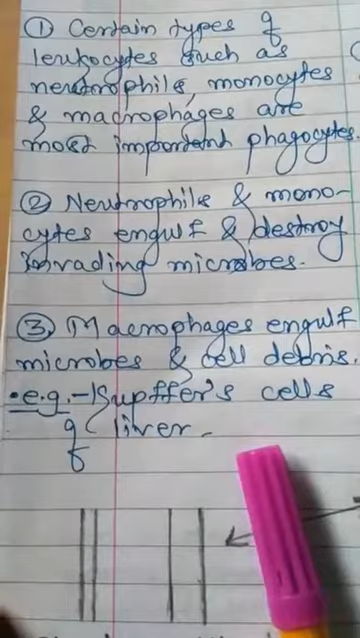 ① Certain types of
leukocytes such as
neutrophils, monocytes
& macrophages are
most important phagocytes.
② Neutrophils & mono-
cytes engulf & destroy
invading microbes.
③ Macrophages engulf
microbes & cell debris.
• e.g. - Kupffer's cells
of liver -